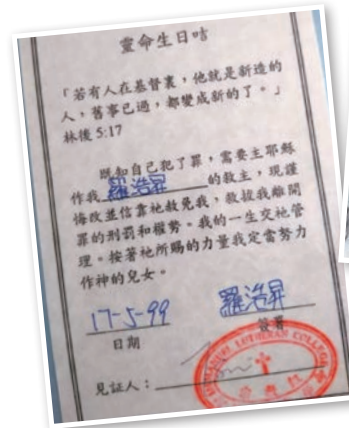 靈命生日咭
「若有人在基督裏，他就是新造的
人，舊事已過，都變成新的了。」
林後 5:17
既知自己犯了罪，需要主耶穌
作我 羅浩昇 的救主，現謹
悔改並信靠祂赦免我，救拔我離開
罪的刑罰和權勢。我的一生交祂管
理。按著祂所賜的力量我定當努力
作神的兒女。
17-5-99 羅浩昇
日期 簽署
見証人：
LUTHERAN COLLEGE